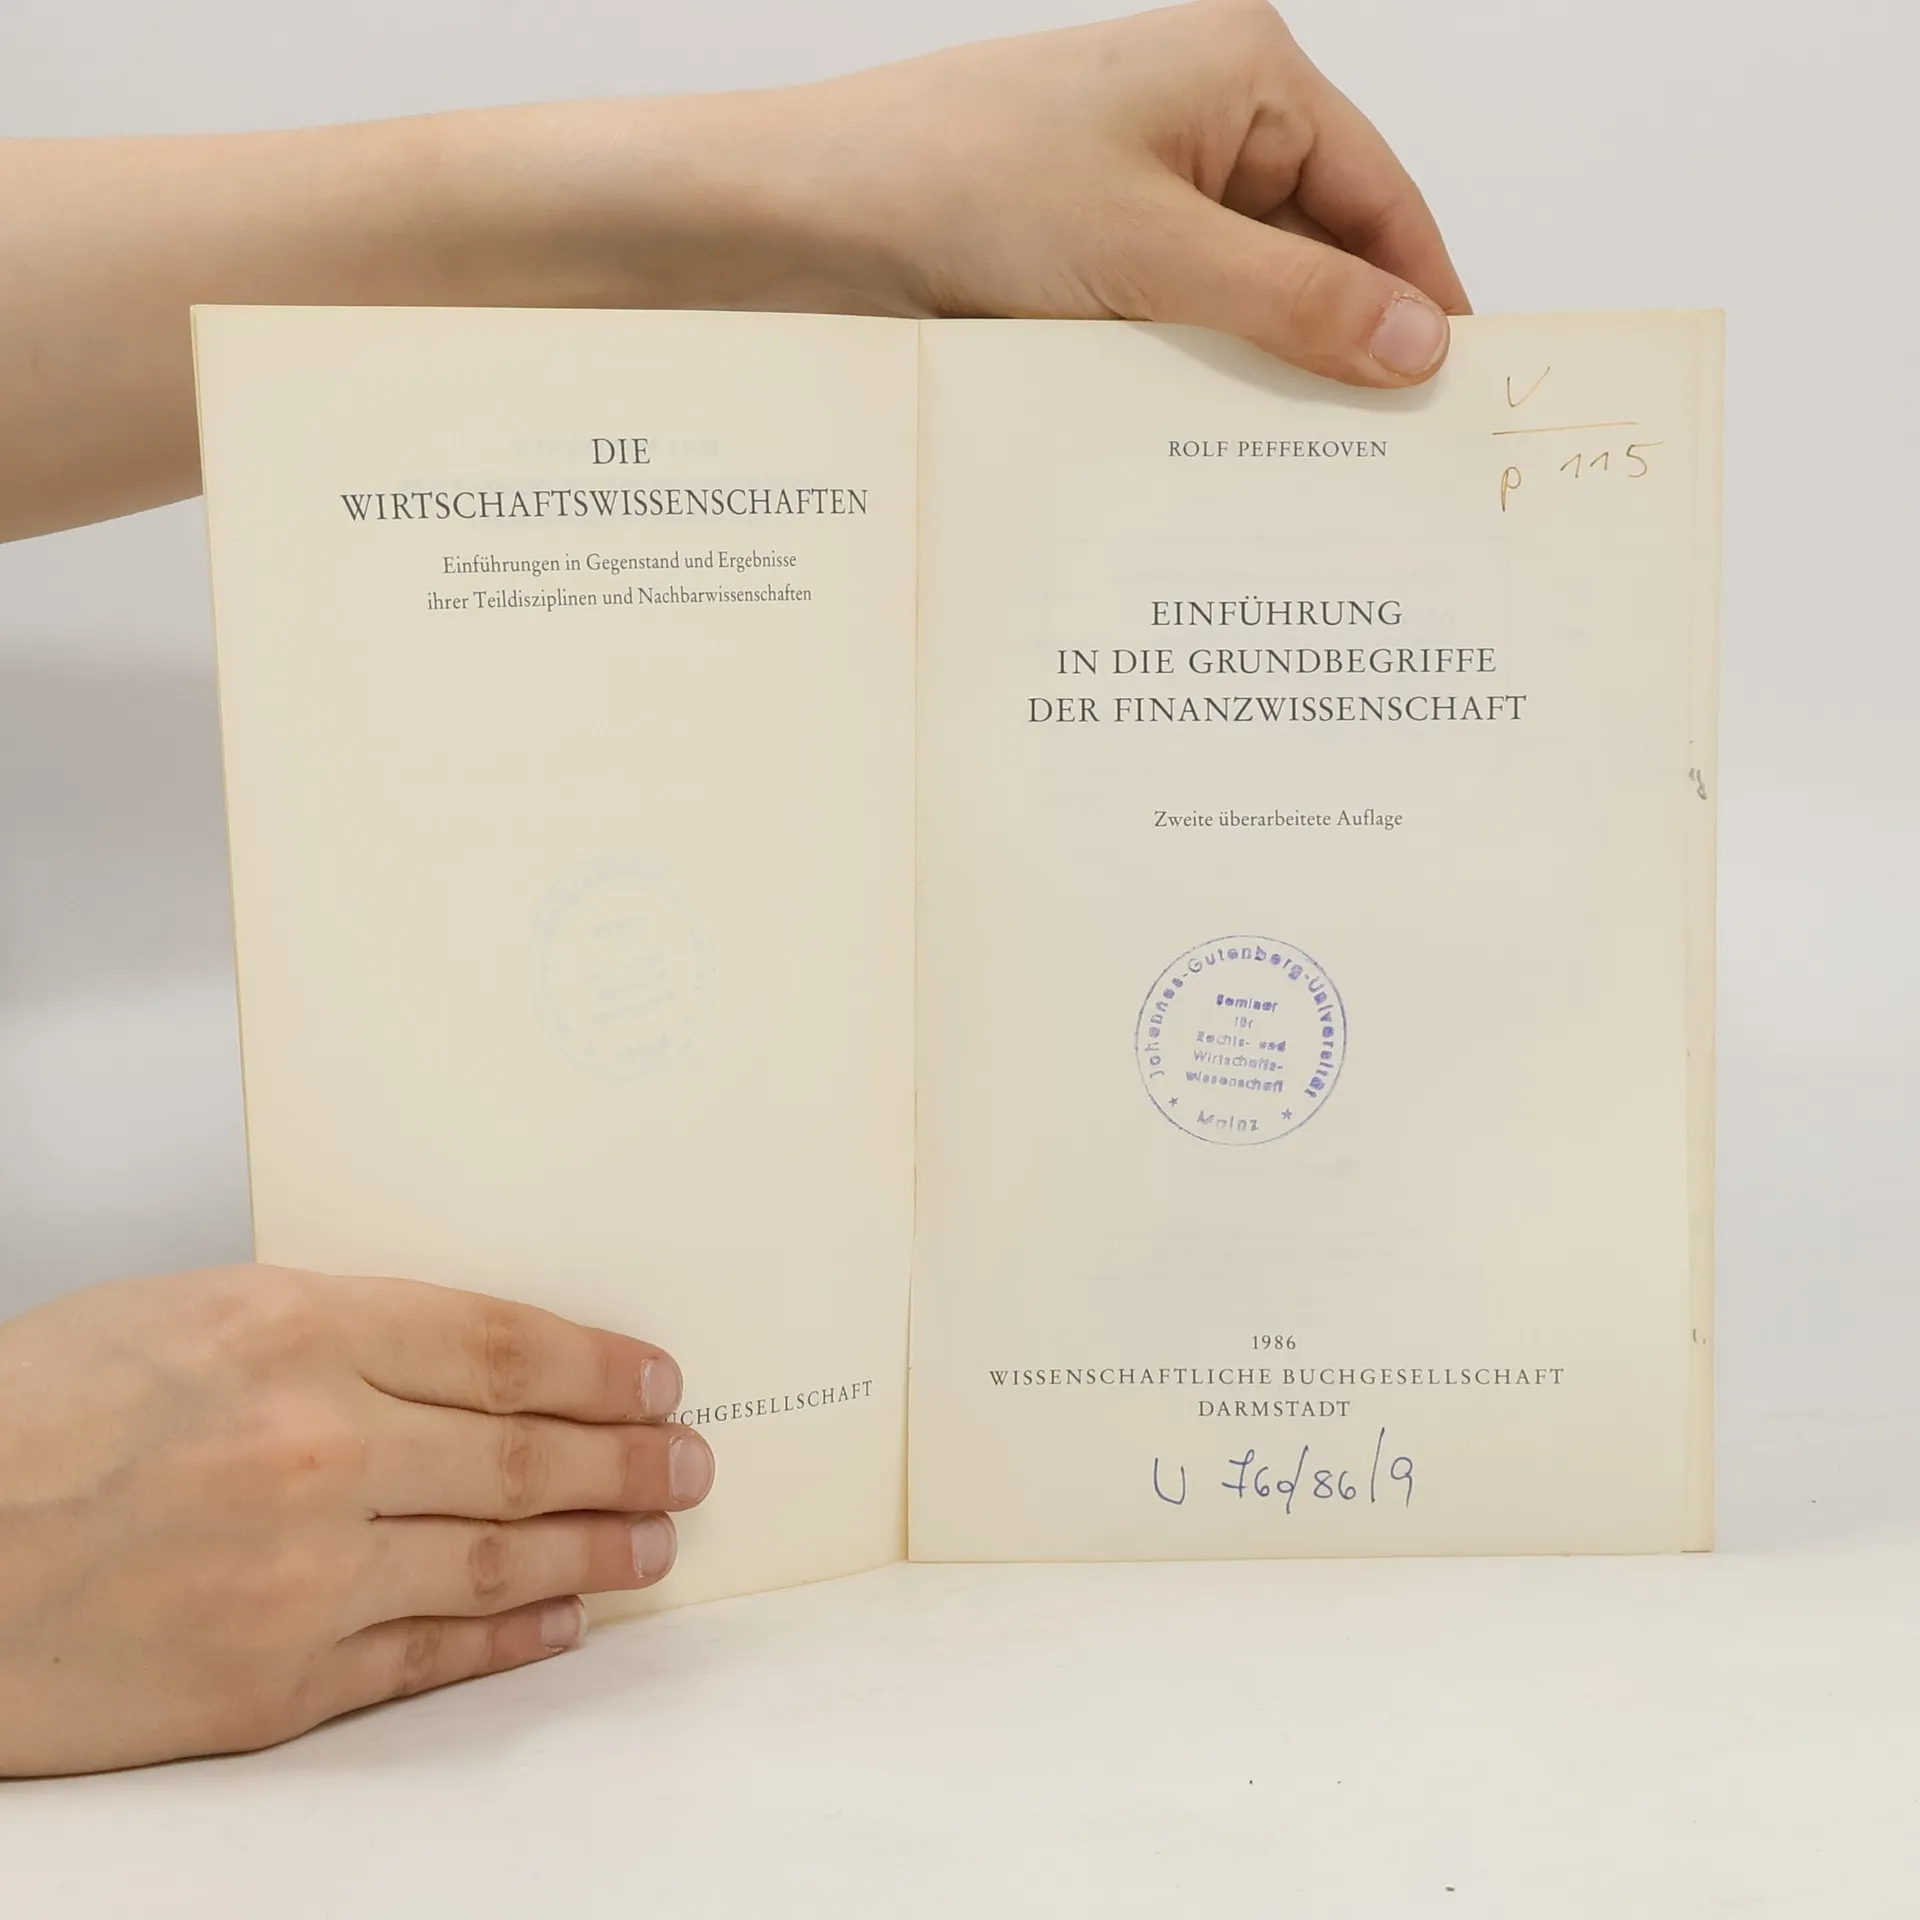 DIE
WIRTSCHAFTSWISSENSCHAFTEN
Einführungen in Gegenstand und Ergebnisse
ihrer Teildisziplinen und Nachbarwissenschaften
UCHGESELLSCHAFT
V
p 115
ROLF PEFFEKOVEN
EINFÜHRUNG
IN DIE GRUNDBEGRIFFE
DER FINANZWISSENSCHAFT
Zweite überarbeitete Auflage
Johannes-Gutenberg-Universität
Seminar
für
Rechts- und
Wirtschafts-
wissenschaft
* Mainz *
1986
WISSENSCHAFTLICHE BUCHGESELLSCHAFT
DARMSTADT
U 760/86/9